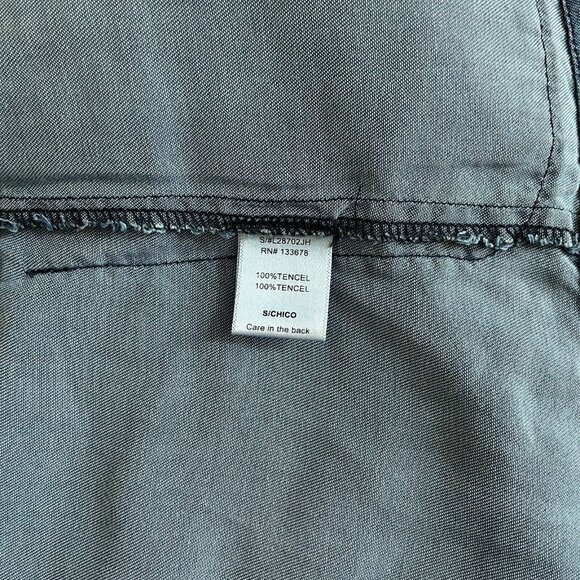 S/#L28702JH
RN# 133678
100%TENCEL
100%TENCEL
S/CHICO
Care in the back